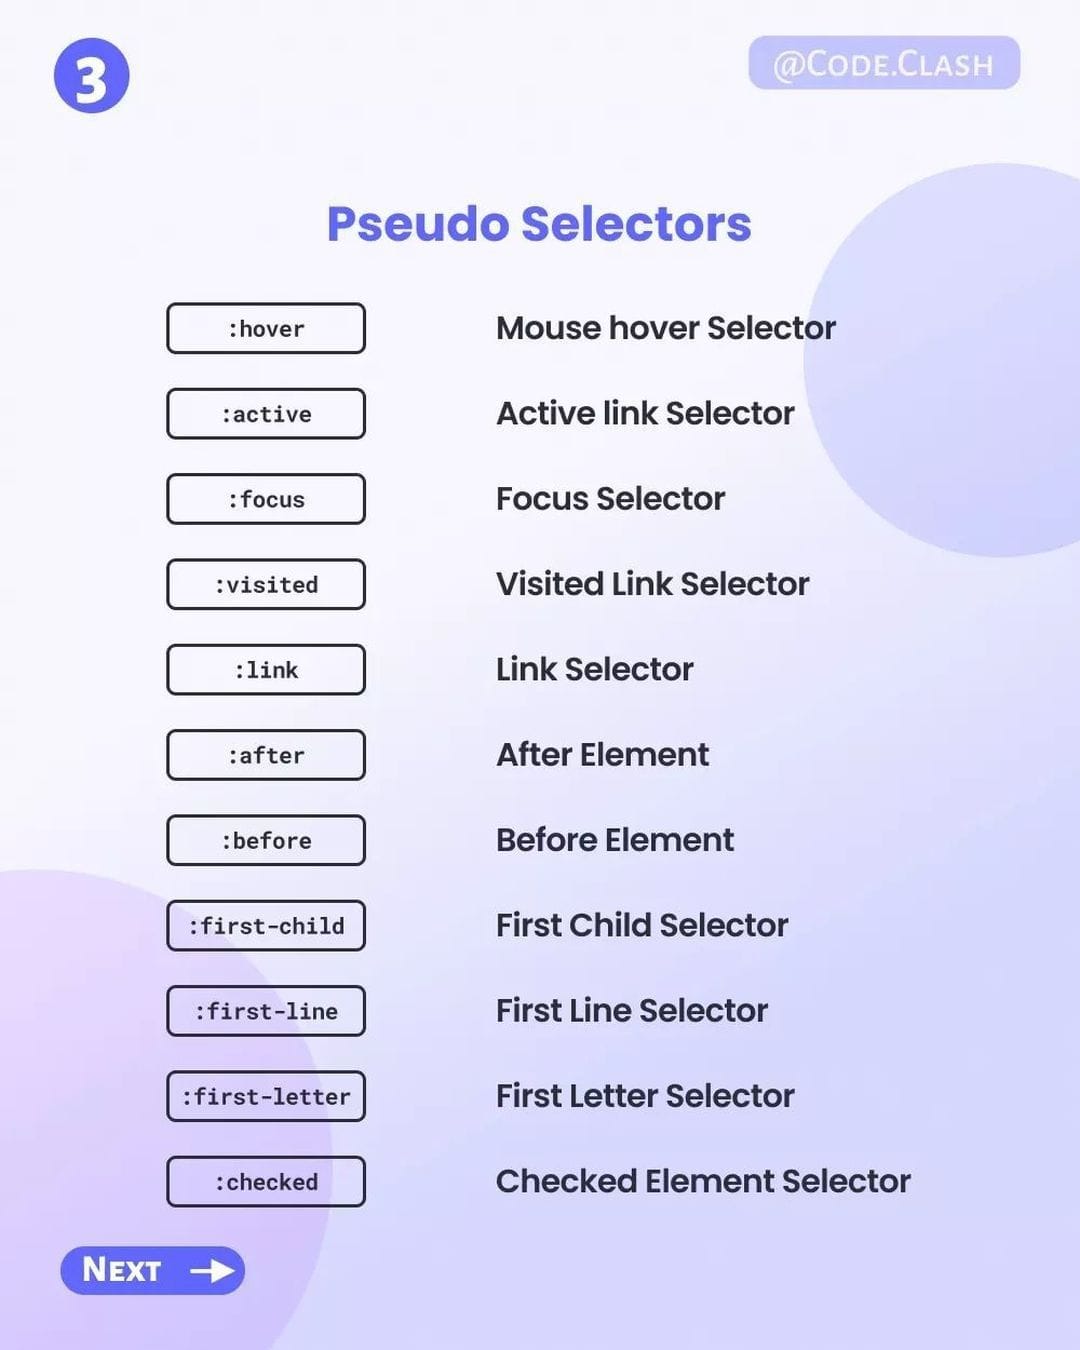 3
@Code.Clash
Pseudo Selectors
:hover Mouse hover Selector
:active Active link Selector
:focus Focus Selector
:visited Visited Link Selector
:link Link Selector
:after After Element
:before Before Element
:first-child First Child Selector
:first-line First Line Selector
:first-letter First Letter Selector
:checked Checked Element Selector
Next